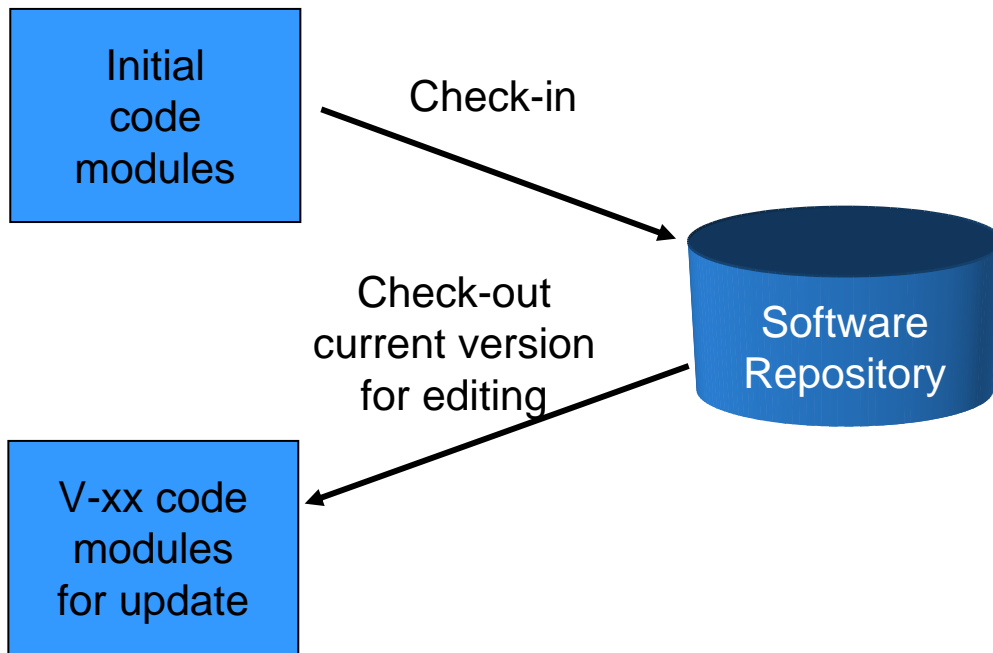 Initial
code
modules
Check-in
Check-out
current version
for editing
Software
Repository
V-xx code
modules
for update